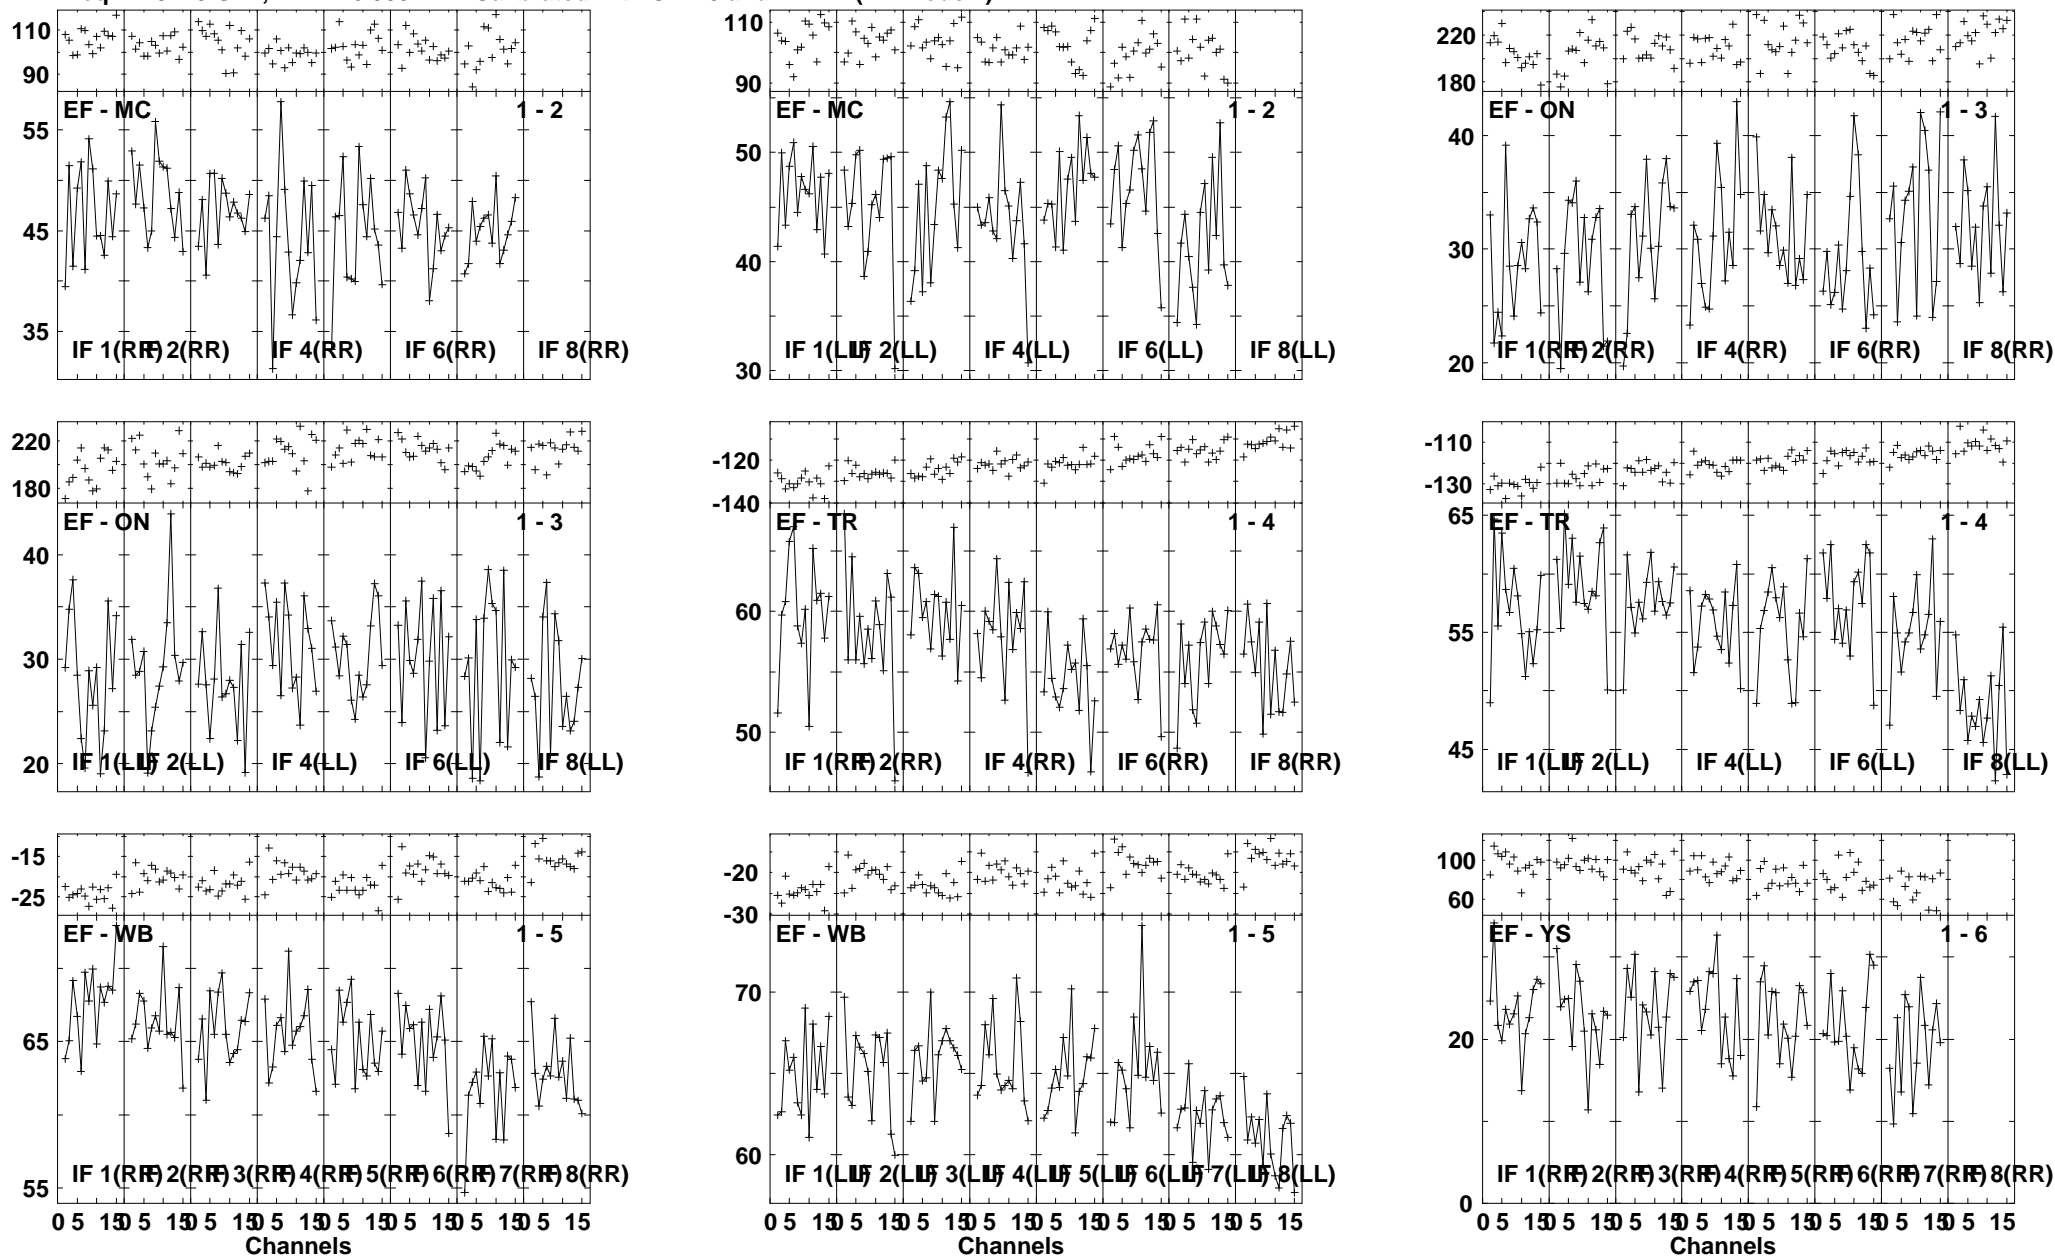 110
90
EF - MC 1 - 2
55
45
35
IF 1(RR) IF 2(RR) IF 4(RR) IF 6(RR) IF 8(RR)
110
90
EF - MC 1 - 2
50
40
30
IF 1(LL) IF 2(LL) IF 4(LL) IF 6(LL) IF 8(LL)
220
180
EF - ON 1 - 3
40
30
20
IF 1(RR) IF 2(RR) IF 4(RR) IF 6(RR) IF 8(RR)
220
180
EF - ON 1 - 3
40
30
20
IF 1(LL) IF 2(LL) IF 4(LL) IF 6(LL) IF 8(LL)
-120
-140
EF - TR 1 - 4
60
50
IF 1(RR) IF 2(RR) IF 4(RR) IF 6(RR) IF 8(RR)
-110
-130
EF - TR 1 - 4
65
55
45
IF 1(LL) IF 2(LL) IF 4(LL) IF 6(LL) IF 8(LL)
-15
-25
EF - WB 1 - 5
65
55
IF 1(RR) IF 2(RR) IF 3(RR) IF 4(RR) IF 5(RR) IF 6(RR) IF 7(RR) IF 8(RR)
0 5 15 0 5 15 0 5 15 0 5 15 0 5 15 0 5 15 0 5 15 0 5 15
Channels
-20
-30
EF - WB 1 - 5
70
60
IF 1(LL) IF 2(LL) IF 3(LL) IF 4(LL) IF 5(LL) IF 6(LL) IF 7(LL) IF 8(LL)
0 5 15 0 5 15 0 5 15 0 5 15 0 5 15 0 5 15 0 5 15 0 5 15
Channels
100
60
EF - YS 1 - 6
20
0
IF 1(RR) IF 2(RR) IF 3(RR) IF 4(RR) IF 5(RR) IF 6(RR) IF 7(RR) IF 8(RR)
0 5 15 0 5 15 0 5 15 0 5 15 0 5 15 0 5 15 0 5 15 0 5 15